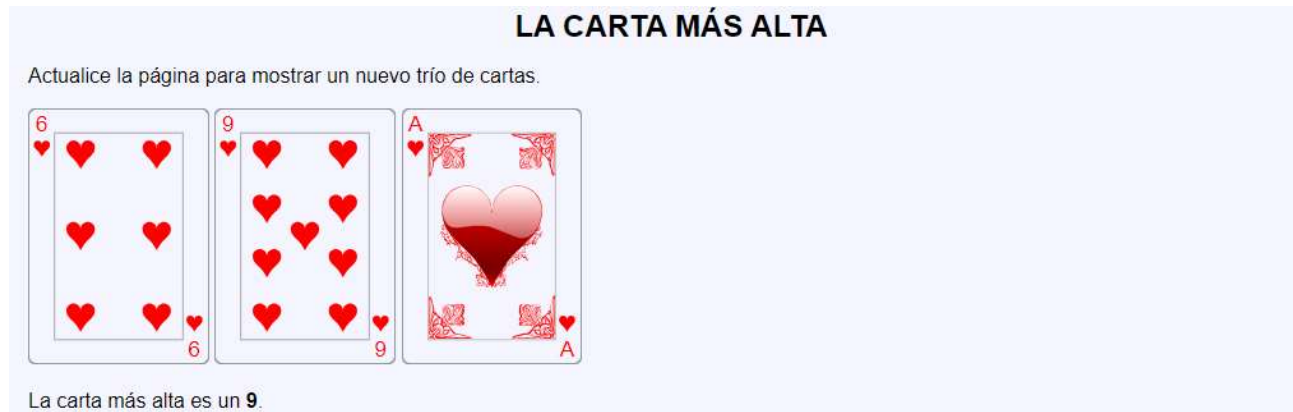 LA CARTA MÁS ALTA
Actualice la página para mostrar un nuevo trío de cartas.
6 9 A
6 9 A
La carta más alta es un 9.